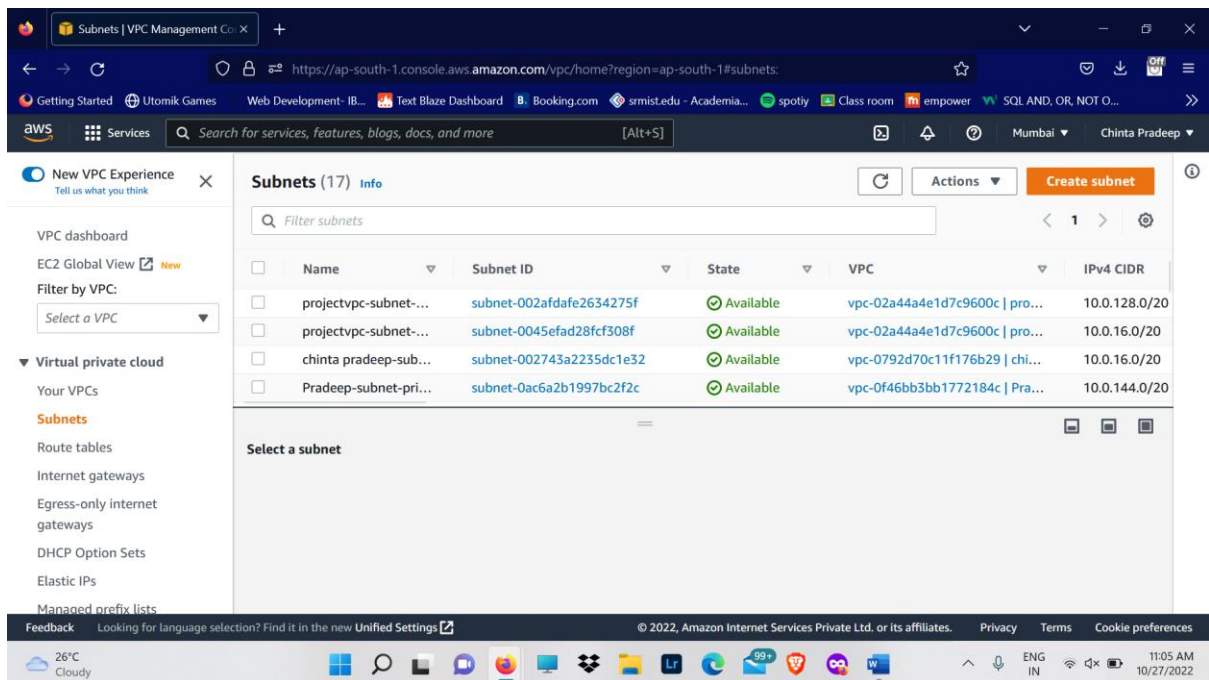 Subnets | VPC Management Co
https://ap-south-1.console.aws.amazon.com/vpc/home?region=ap-south-1#subnets:
Off
Getting Started Utomik Games Web Development- IB... Text Blaze Dashboard B. Booking.com srmist.edu - Academia... spotiy Class room m empower SQL AND, OR, NOT O...
aws Services Search for services, features, blogs, docs, and more [Alt+S] Mumbai Chinta Pradeep
New VPC Experience
Tell us what you think
VPC dashboard
EC2 Global View New
Filter by VPC:
Select a VPC
Virtual private cloud
Your VPCs
Subnets
Route tables
Internet gateways
Egress-only internet
gateways
DHCP Option Sets
Elastic IPs
Managed prefix lists
Subnets (17) Info
Actions
Create subnet
Filter subnets
1
Name Subnet ID State VPC IPv4 CIDR
projectvpc-subnet-... subnet-002afdafe2634275f Available vpc-02a44a4e1d7c9600c | pro... 10.0.128.0/20
projectvpc-subnet-... subnet-0045efad28fcf308f Available vpc-02a44a4e1d7c9600c | pro... 10.0.16.0/20
chinta pradeep-sub... subnet-002743a2235dc1e32 Available vpc-0792d70c11f176b29 | chi... 10.0.16.0/20
Pradeep-subnet-pri... subnet-0ac6a2b1997bc2f2c Available vpc-0f46bb3bb1772184c | Pra... 10.0.144.0/20
Select a subnet
Feedback Looking for language selection? Find it in the new Unified Settings © 2022, Amazon Internet Services Private Ltd. or its affiliates. Privacy Terms Cookie preferences
26°C
Cloudy
Lr
99+
ENG
IN
11:05 AM
10/27/2022